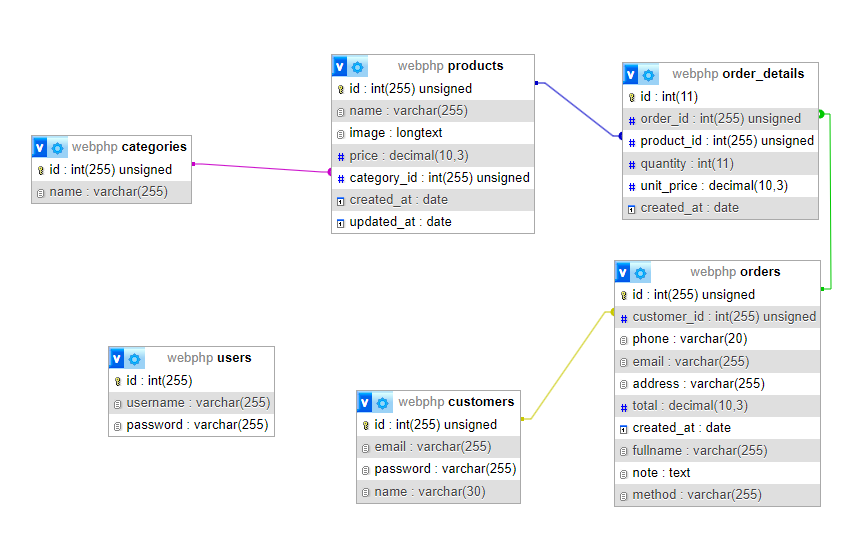 webphp categories
id : int(255) unsigned
name : varchar(255)
webphp products
id : int(255) unsigned
name : varchar(255)
image : longtext
price : decimal(10,3)
category_id : int(255) unsigned
created_at : date
updated_at : date
webphp order_details
id : int(11)
order_id : int(255) unsigned
product_id : int(255) unsigned
quantity : int(11)
unit_price : decimal(10,3)
created_at : date
webphp users
id : int(255)
username : varchar(255)
password : varchar(255)
webphp customers
id : int(255) unsigned
email : varchar(255)
password : varchar(255)
name : varchar(30)
webphp orders
id : int(255) unsigned
customer_id : int(255) unsigned
phone : varchar(20)
email : varchar(255)
address : varchar(255)
total : decimal(10,3)
created_at : date
fullname : varchar(255)
note : text
method : varchar(255)